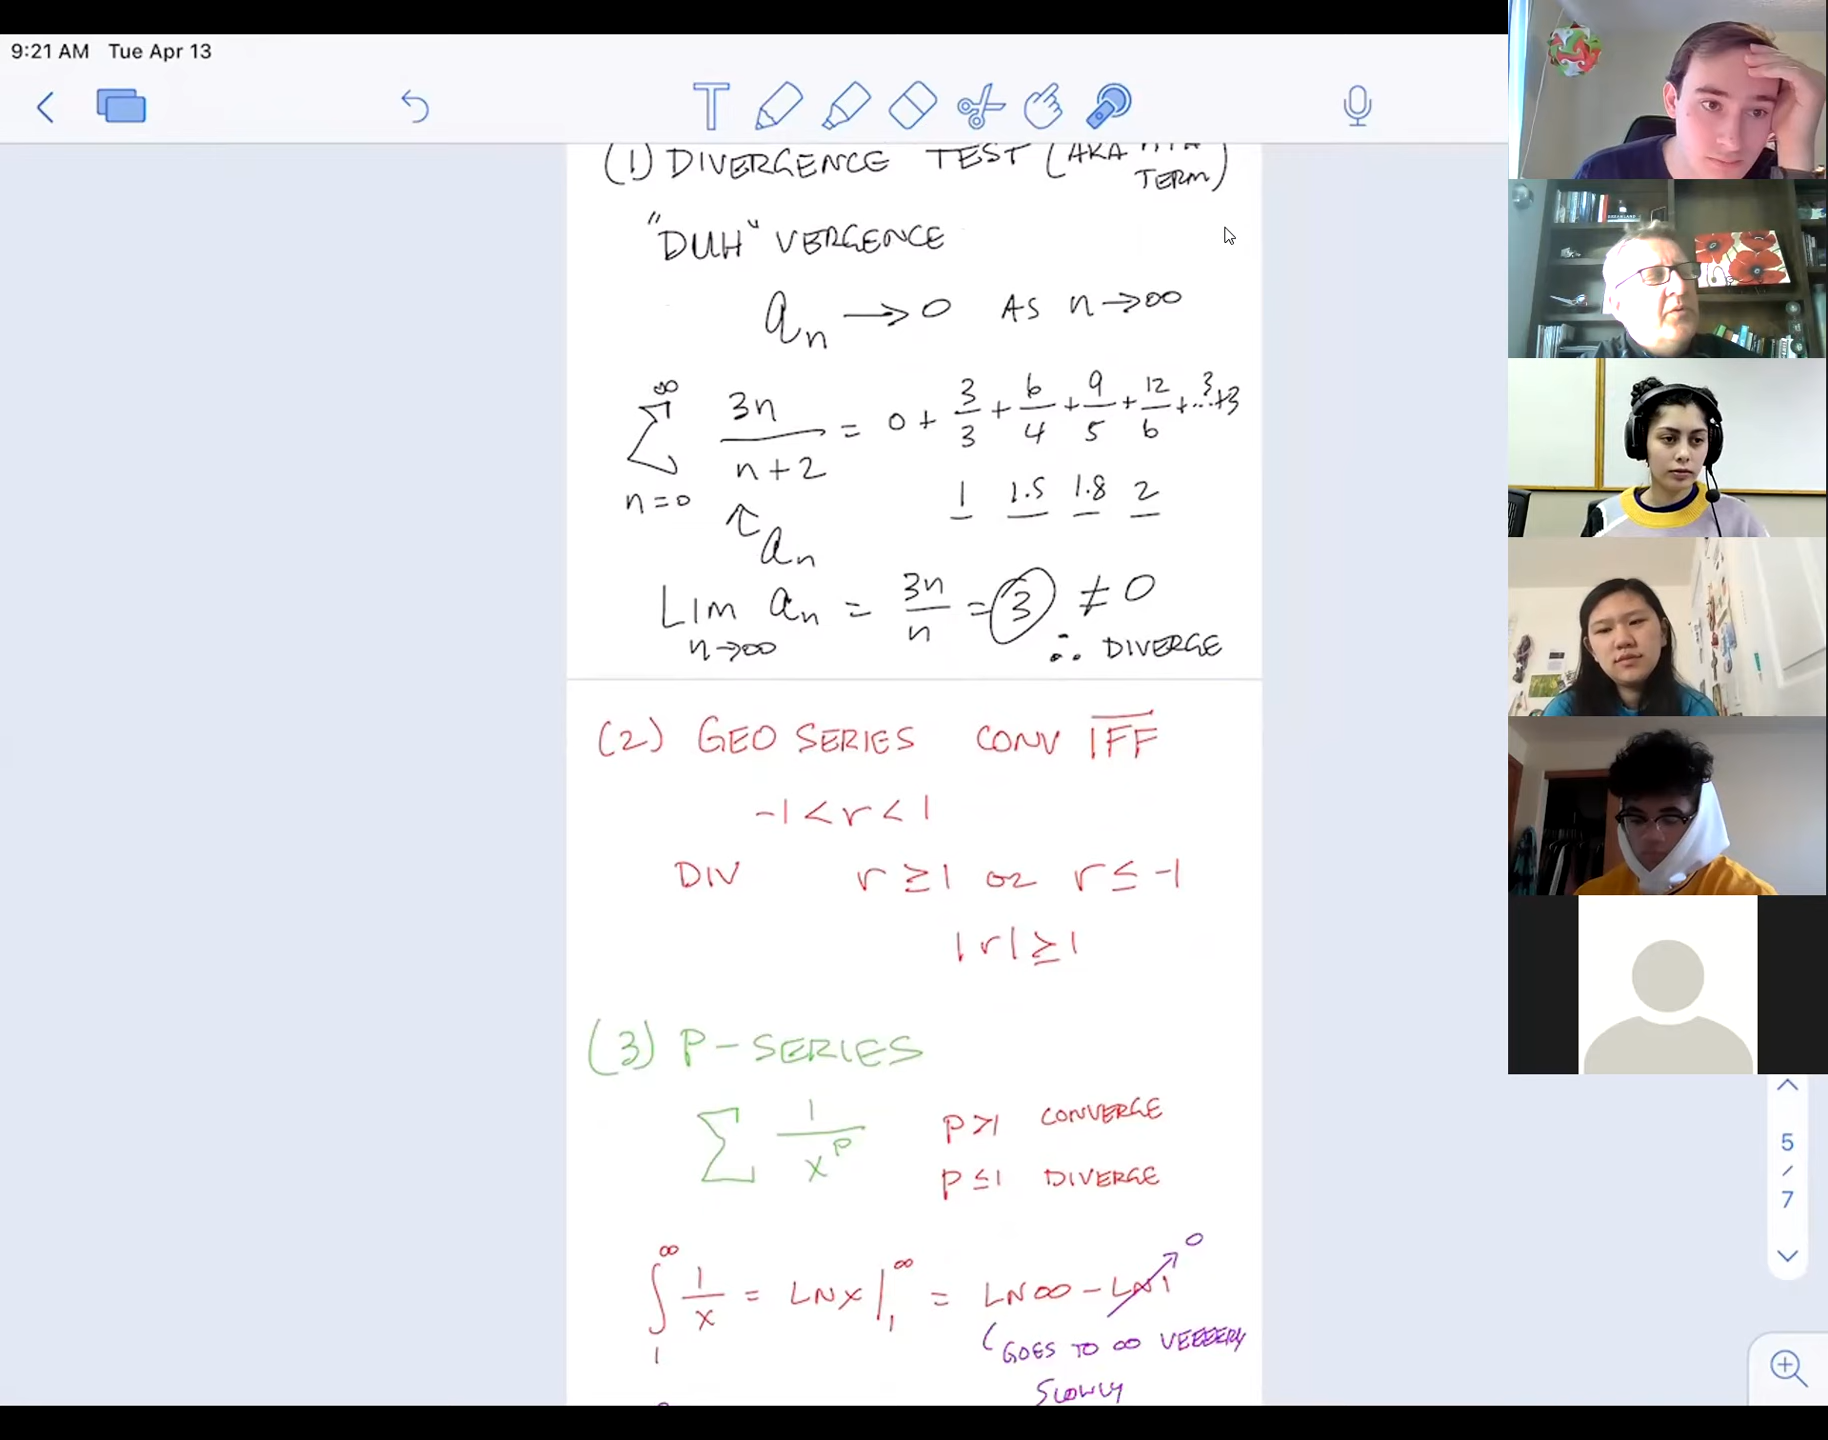 9:21 AM Tue Apr 13
(1) DIVERGENCE TEST (AKA
TERM)
"DUH" VERGENCE
aₙ → 0 AS n→∞
∞
∑ 3n/(n+2) = 0 + 3/3 + 6/4 + 9/5 + 12/6 + ...
n=0
1 1.5 1.8 2
aₙ
LIM aₙ = 3n/n = 3 ≠ 0
n→∞
∴ DIVERGE
(2) GEO SERIES CONV IFF
-1 < r < 1
DIV r ≥ 1 or r ≤ -1
|r| ≥ 1
(3) P-SERIES
∑ 1/x^p P>1 CONVERGE
P≤1 DIVERGE
∫₁^∞ 1/x = LNX |₁^∞ = LN∞ - LN1 0
(GOES TO ∞ VEEEERY
SLOWLY
5
/
7